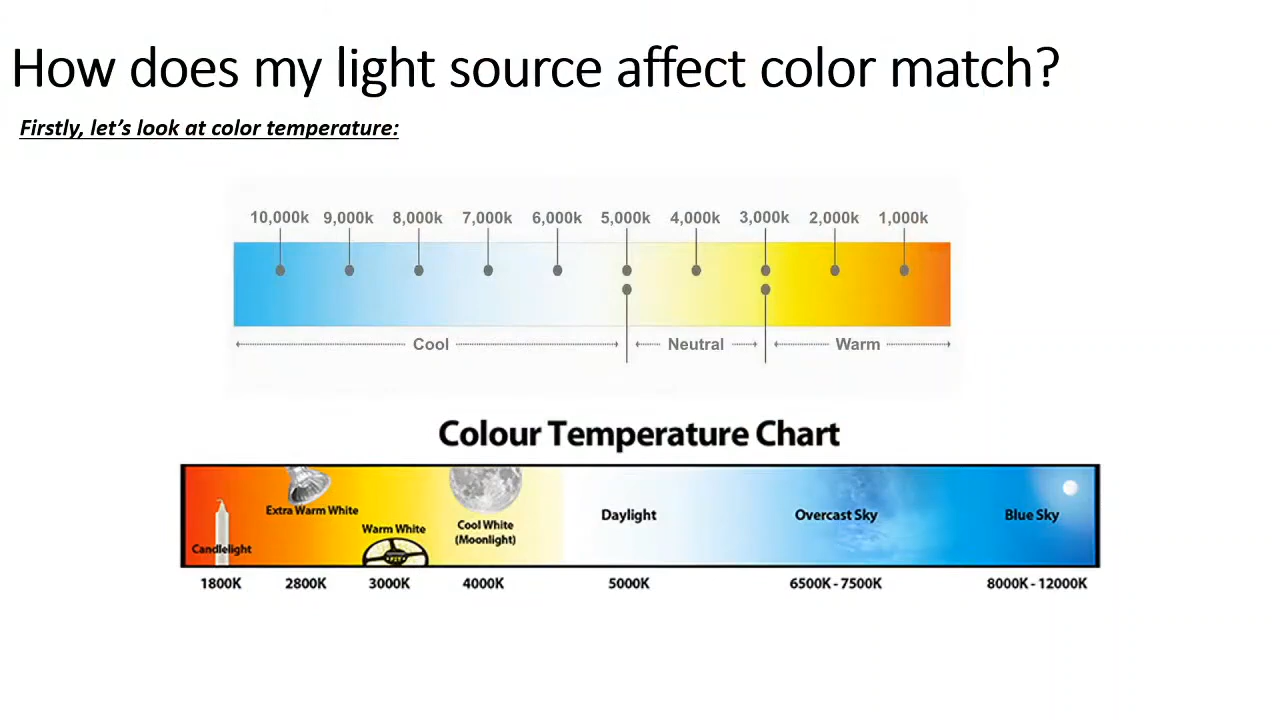 How does my light source affect color match?
Firstly, let's look at color temperature:
10,000k 9,000k 8,000k 7,000k 6,000k 5,000k 4,000k 3,000k 2,000k 1,000k
Cool Neutral Warm
Colour Temperature Chart
Extra Warm White
Warm White
Cool White
(Moonlight)
Daylight
Overcast Sky
Blue Sky
Candlelight
1800K 2800K 3000K 4000K 5000K 6500K - 7500K 8000K - 12000K